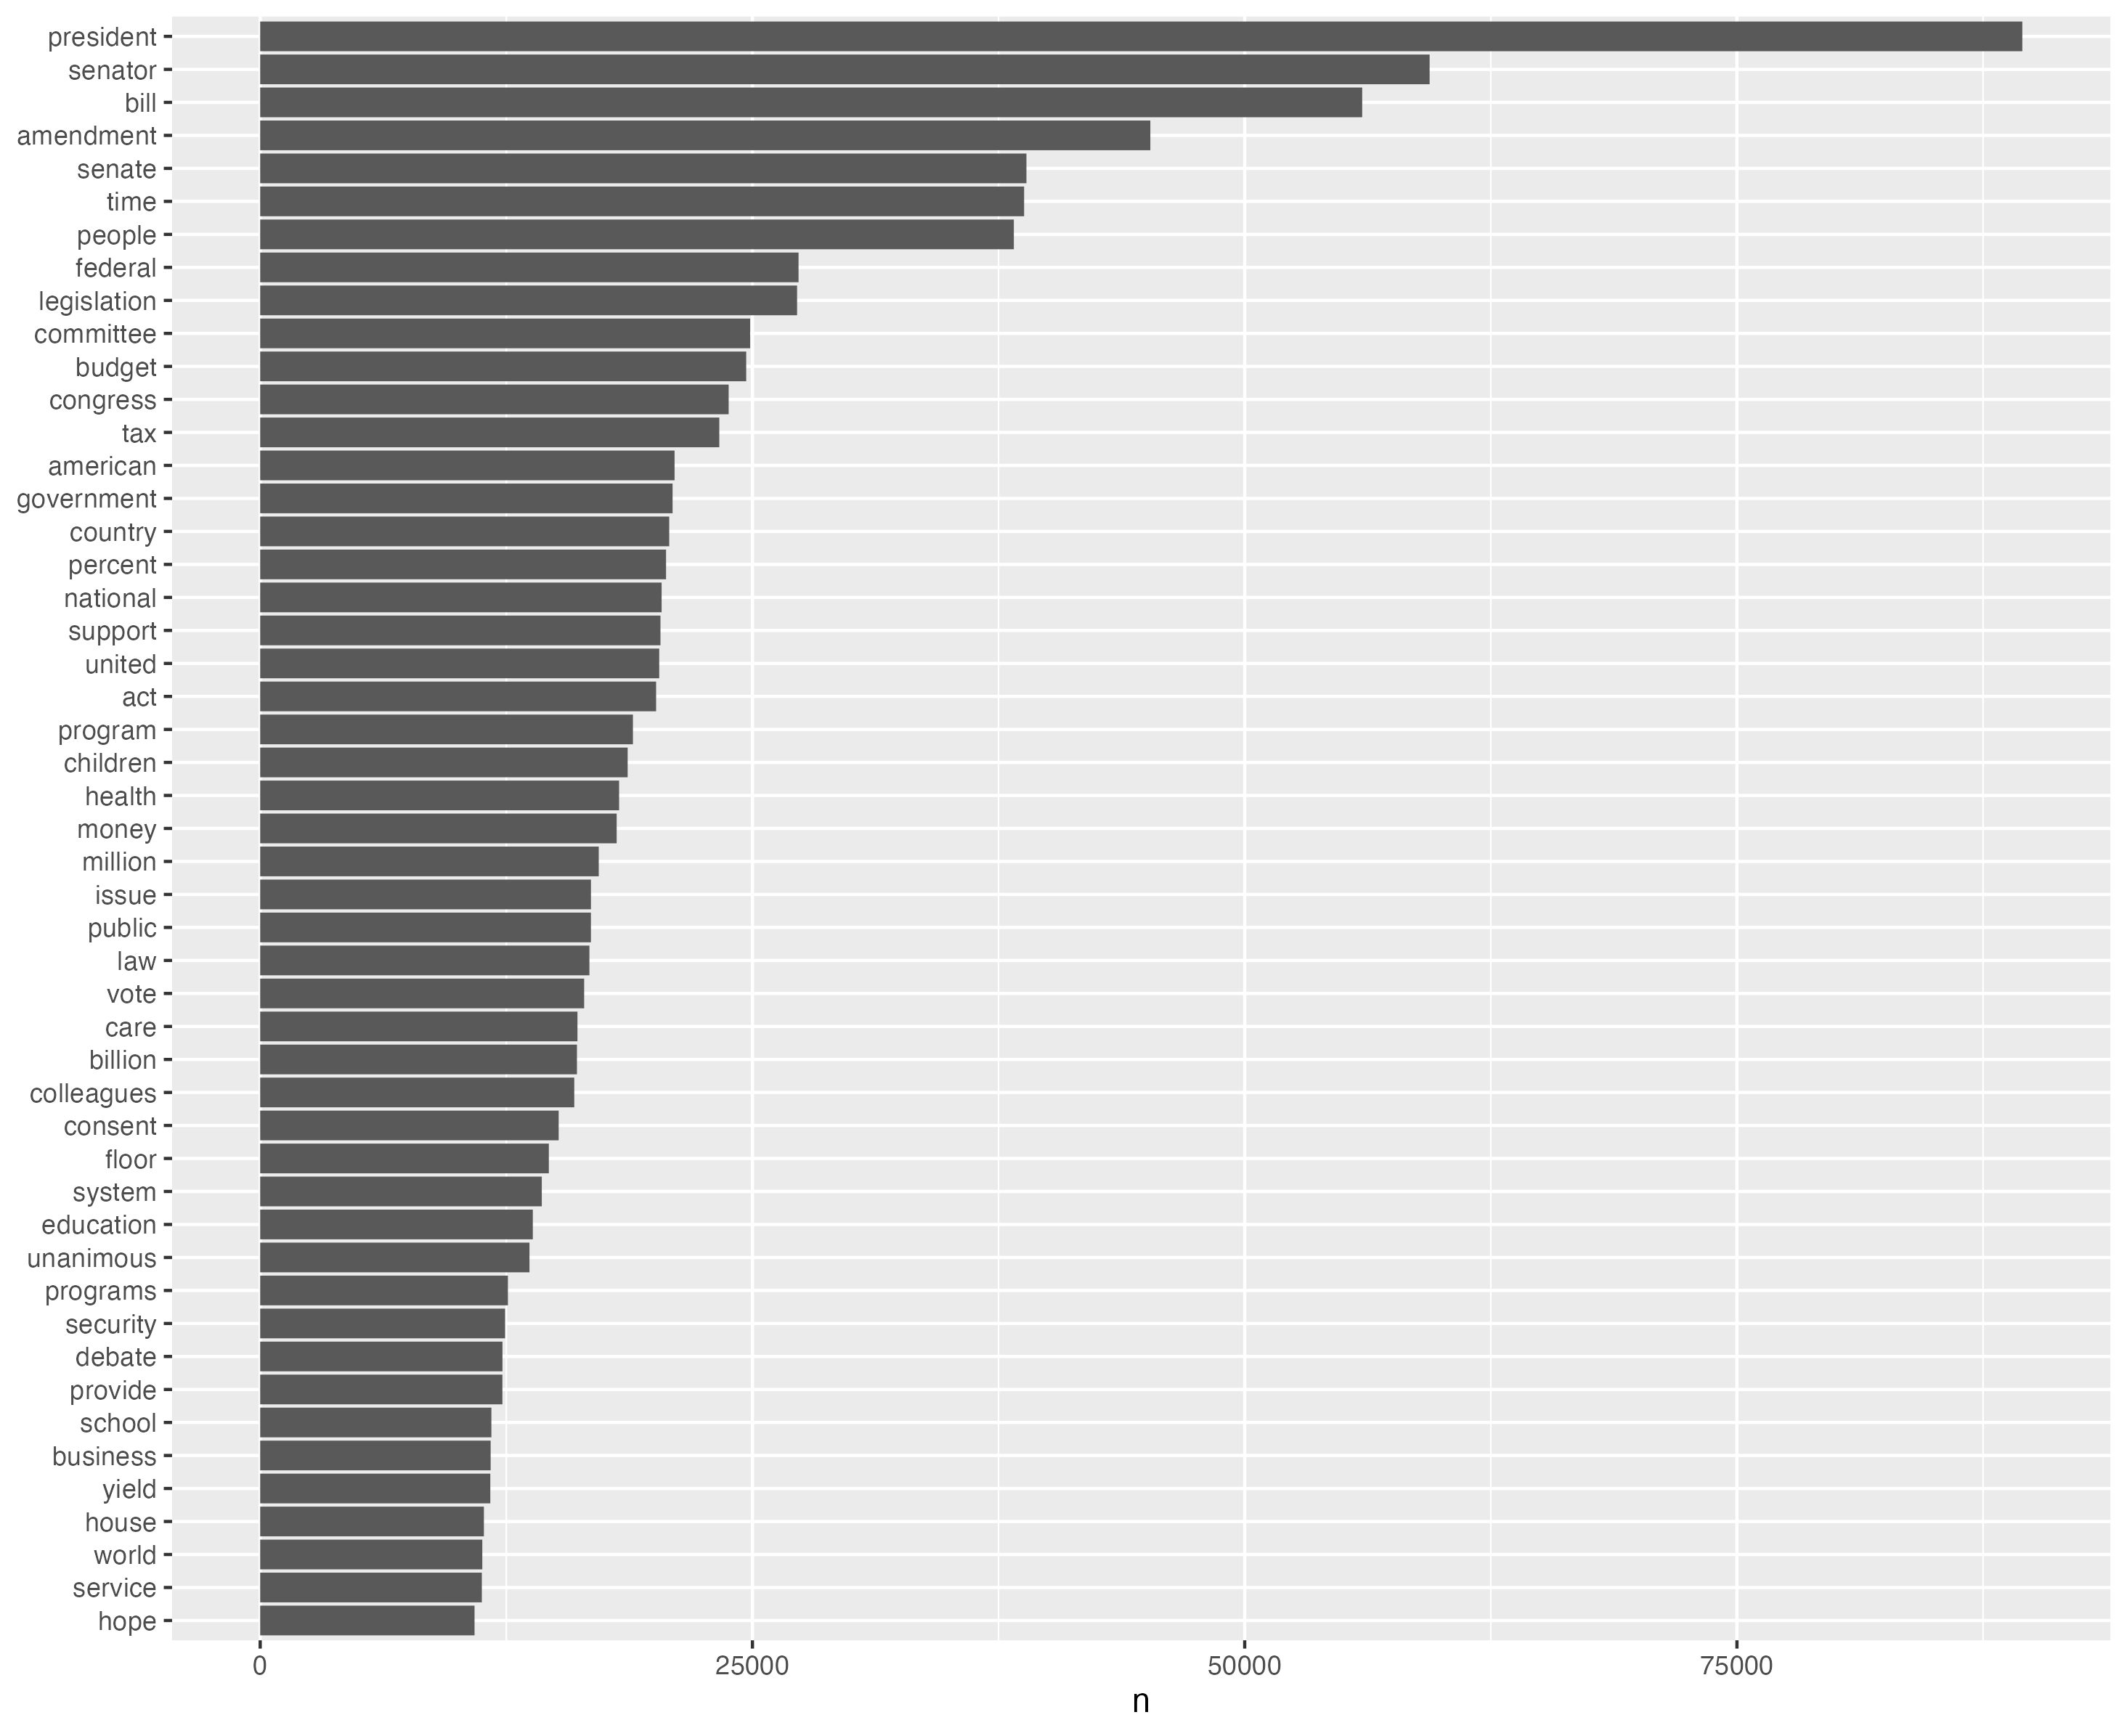 president
senator
bill
amendment
senate
time
people
federal
legislation
committee
budget
congress
tax
american
government
country
percent
national
support
united
act
program
children
health
money
million
issue
public
law
vote
care
billion
colleagues
consent
floor
system
education
unanimous
programs
security
debate
provide
school
business
yield
house
world
service
hope
0 25000 50000 75000
n